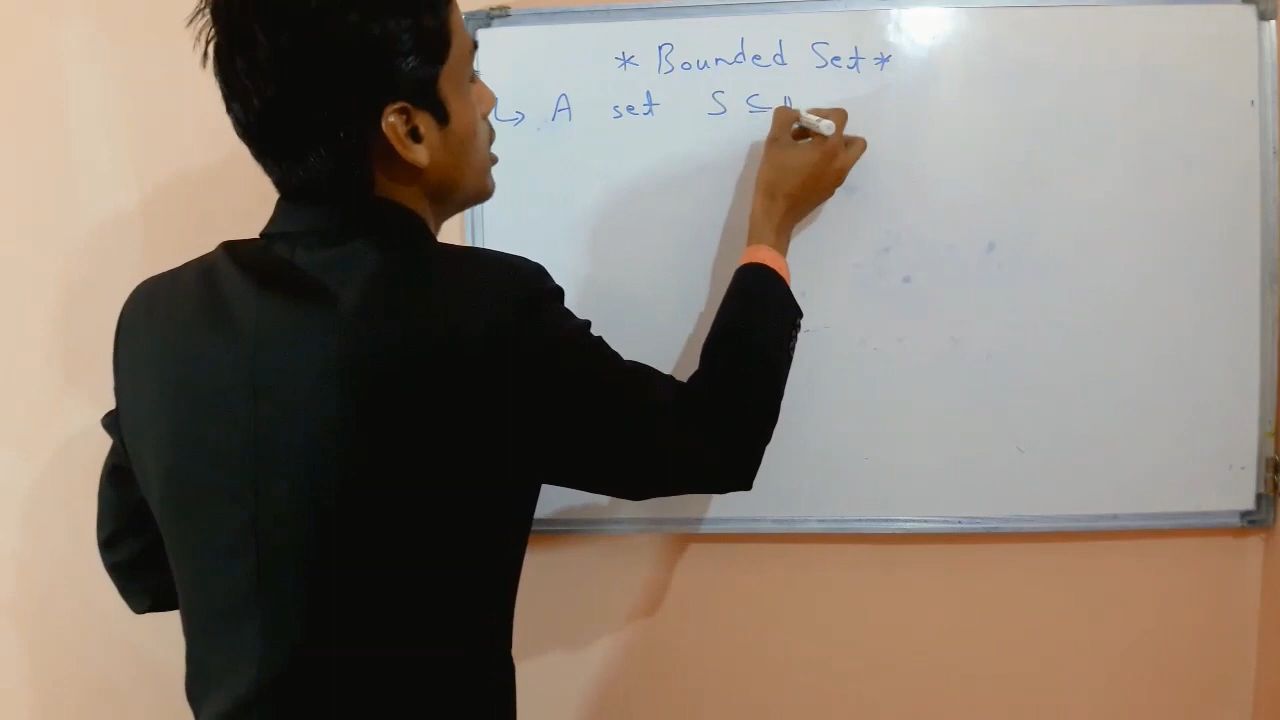 * Bounded Set *
↳ A set S ⊆